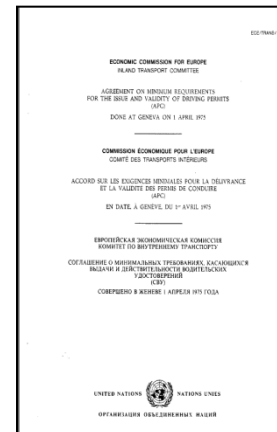 ECE/TRANS/
ECONOMIC COMMISSION FOR EUROPE
INLAND TRANSPORT COMMITTEE
AGREEMENT ON MINIMUM REQUIREMENTS
FOR THE ISSUE AND VALIDITY OF DRIVING PERMITS
(APC)
DONE AT GENEVA ON 1 APRIL 1975
COMMISSION ÉCONOMIQUE POUR L'EUROPE
COMITÉ DES TRANSPORTS INTÉRIEURS
ACCORD SUR LES EXIGENCES MINIMALES POUR LA DÉLIVRANCE
ET LA VALIDITÉ DES PERMIS DE CONDUIRE
(APC)
EN DATE, À GENÈVE, DU 1er AVRIL 1975
ЕВРОПЕЙСКАЯ ЭКОНОМИЧЕСКАЯ КОМИССИЯ
КОМИТЕТ ПО ВНУТРЕННЕМУ ТРАНСПОРТУ
СОГЛАШЕНИЕ О МИНИМАЛЬНЫХ ТРЕБОВАНИЯХ, КАСАЮЩИХСЯ
ВЫДАЧИ И ДЕЙСТВИТЕЛЬНОСТИ ВОДИТЕЛЬСКИХ
УДОСТОВЕРЕНИЙ
(СВУ)
СОВЕРШЕНО В ЖЕНЕВЕ 1 АПРЕЛЯ 1975 ГОДА
UNITED NATIONS NATIONS UNIES
ОРГАНИЗАЦИЯ ОБЪЕДИНЕННЫХ НАЦИЙ